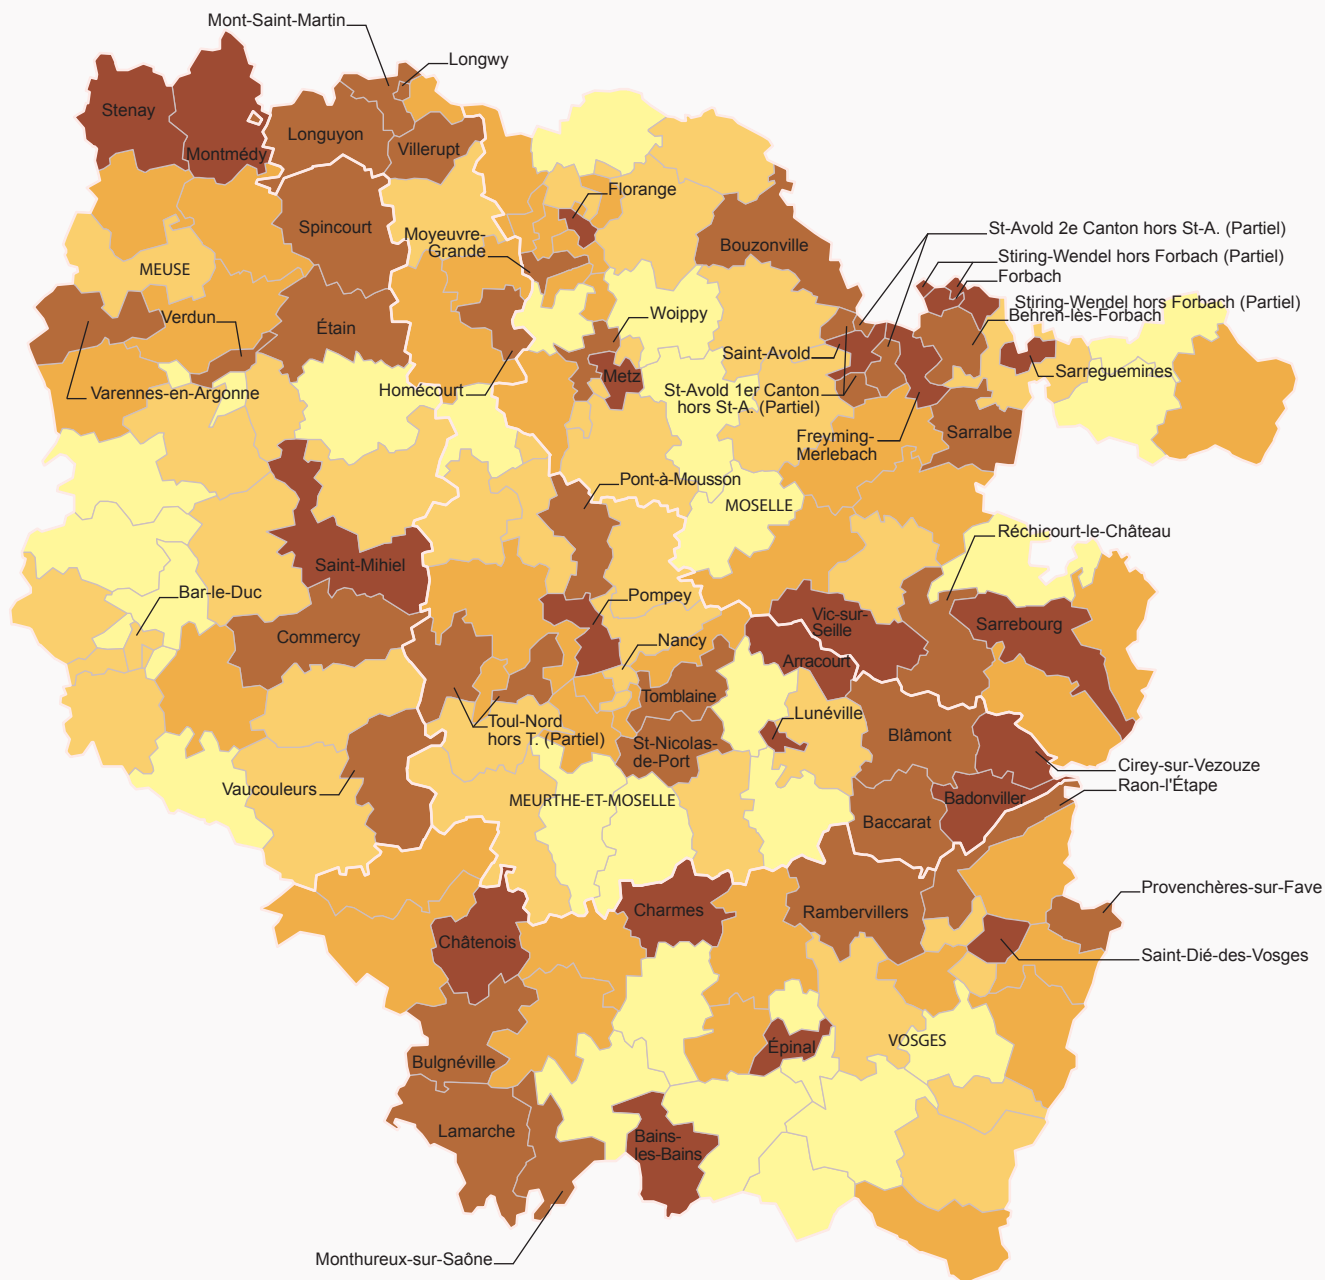 Mont-Saint-Martin
Longwy
Stenay
Longuyon
Villerupt
Montmédy
Florange
Spincourt
Moyeuvre-
Grande
St-Avold 2e Canton hors St-A. (Partiel)
Bouzonville
Stiring-Wendel hors Forbach (Partiel)
MEUSE
Forbach
Stiring-Wendel hors Forbach (Partiel)
Woippy
Behren-lès-Forbach
Verdun
Étain
Saint-Avold
Sarreguemines
Metz
Varennes-en-Argonne
Homécourt
St-Avold 1er Canton
hors St-A. (Partiel)
Freyming-
Merlebach
Sarralbe
Pont-à-Mousson
MOSELLE
Réchicourt-le-Château
Saint-Mihiel
Bar-le-Duc
Pompey
Vic-sur-
Seille
Sarrebourg
Commercy
Nancy
Arracourt
Tomblaine
Lunéville
Toul-Nord
hors T. (Partiel)
Blâmont
St-Nicolas-
de-Port
Cirey-sur-Vezouze
Raon-l'Étape
Vaucouleurs
MEURTHE-ET-MOSELLE
Badonviller
Baccarat
Provenchères-sur-Fave
Charmes
Rambervillers
Châtenois
Saint-Dié-des-Vosges
Épinal
VOSGES
Bulgnéville
Lamarche
Bains-
les-Bains
Monthureux-sur-Saône